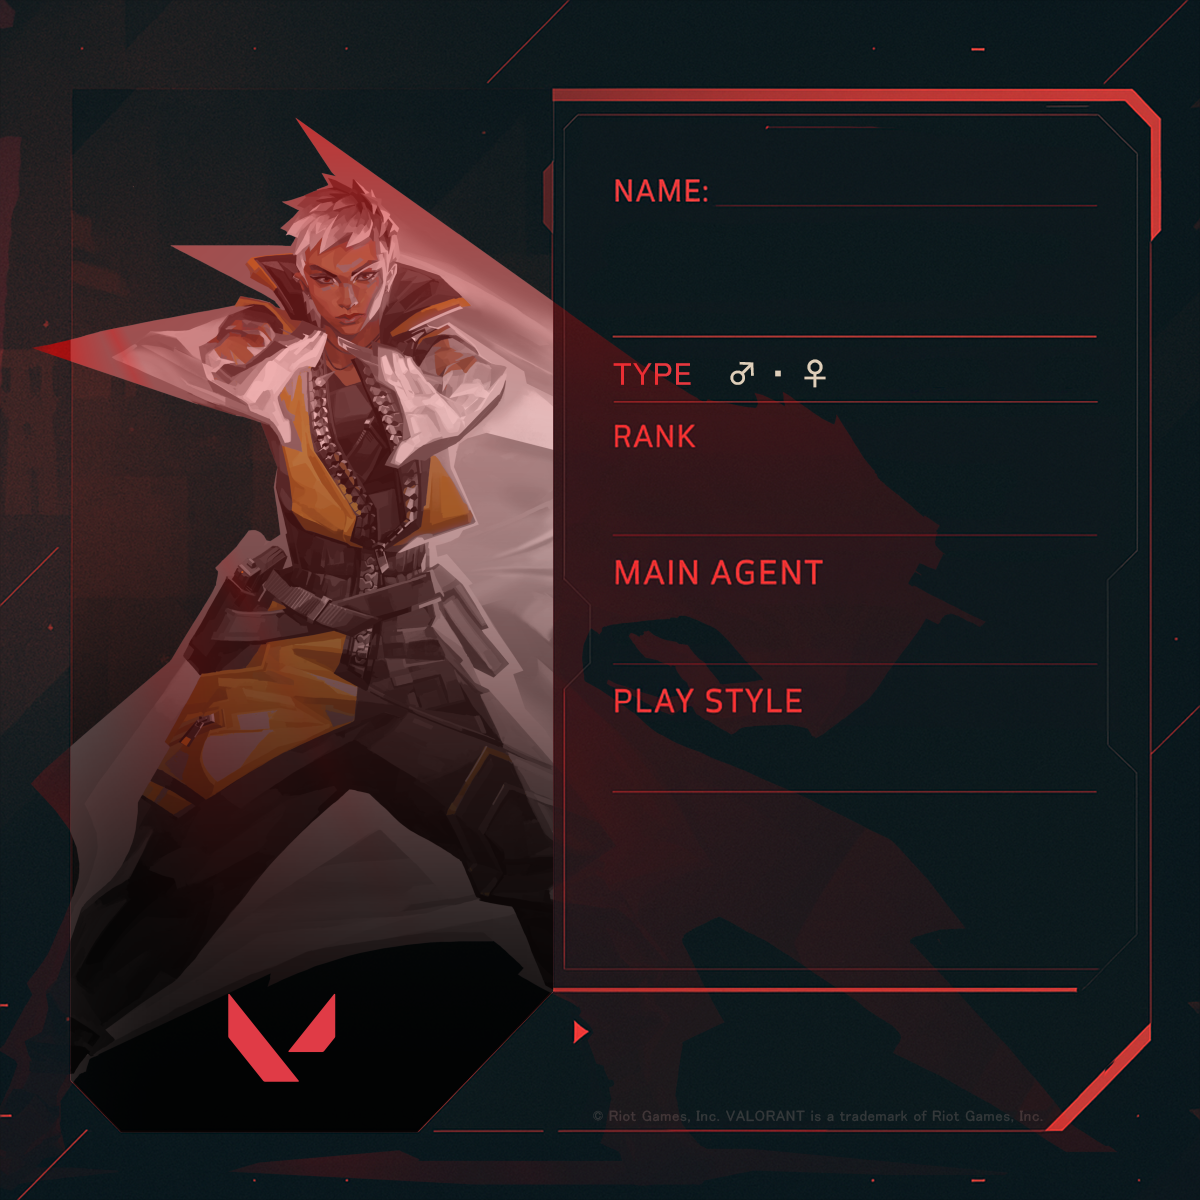 NAME:
TYPE ♂ · ♀
RANK
MAIN AGENT
PLAY STYLE
© Riot Games, Inc. VALORANT is a trademark of Riot Games, Inc.